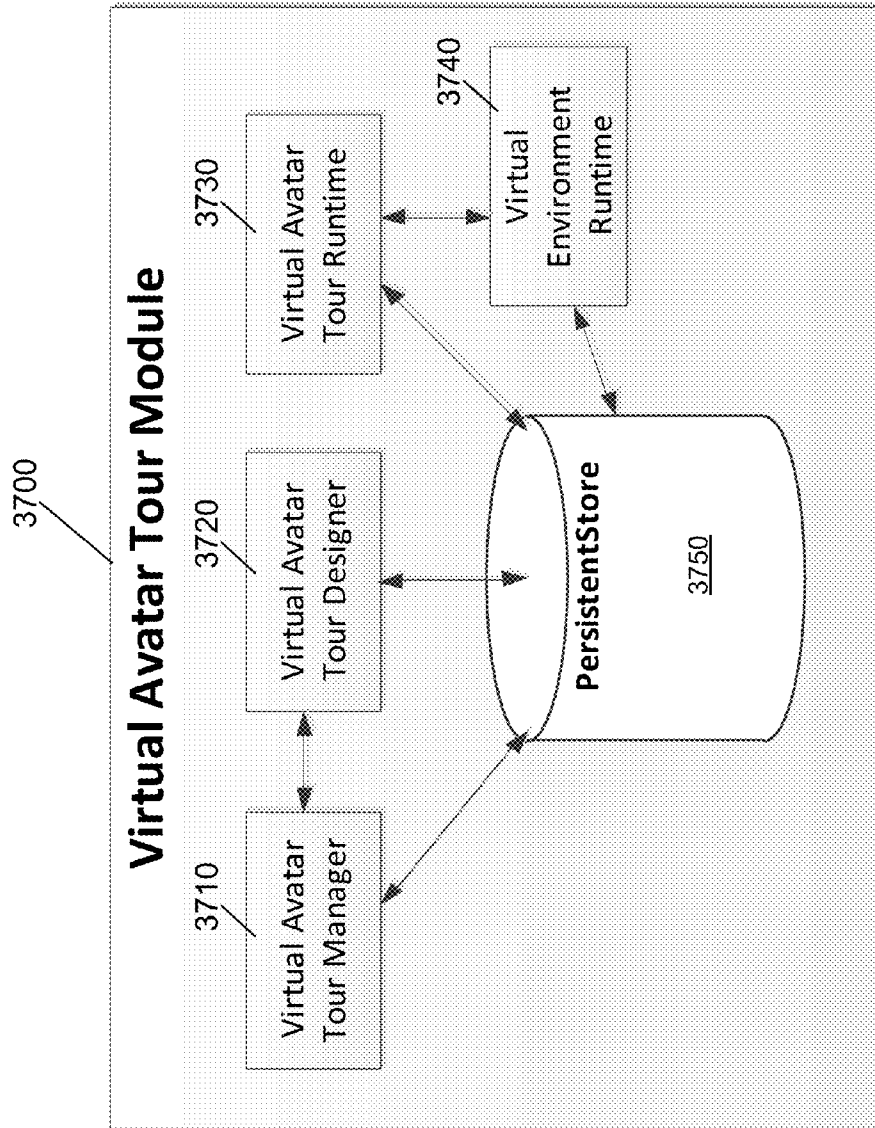 3700
Virtual Avatar Tour Module
3710
Virtual Avatar
Tour Manager
3720
Virtual Avatar
Tour Designer
3730
Virtual Avatar
Tour Runtime
3740
Virtual
Environment
Runtime
PersistentStore
3750